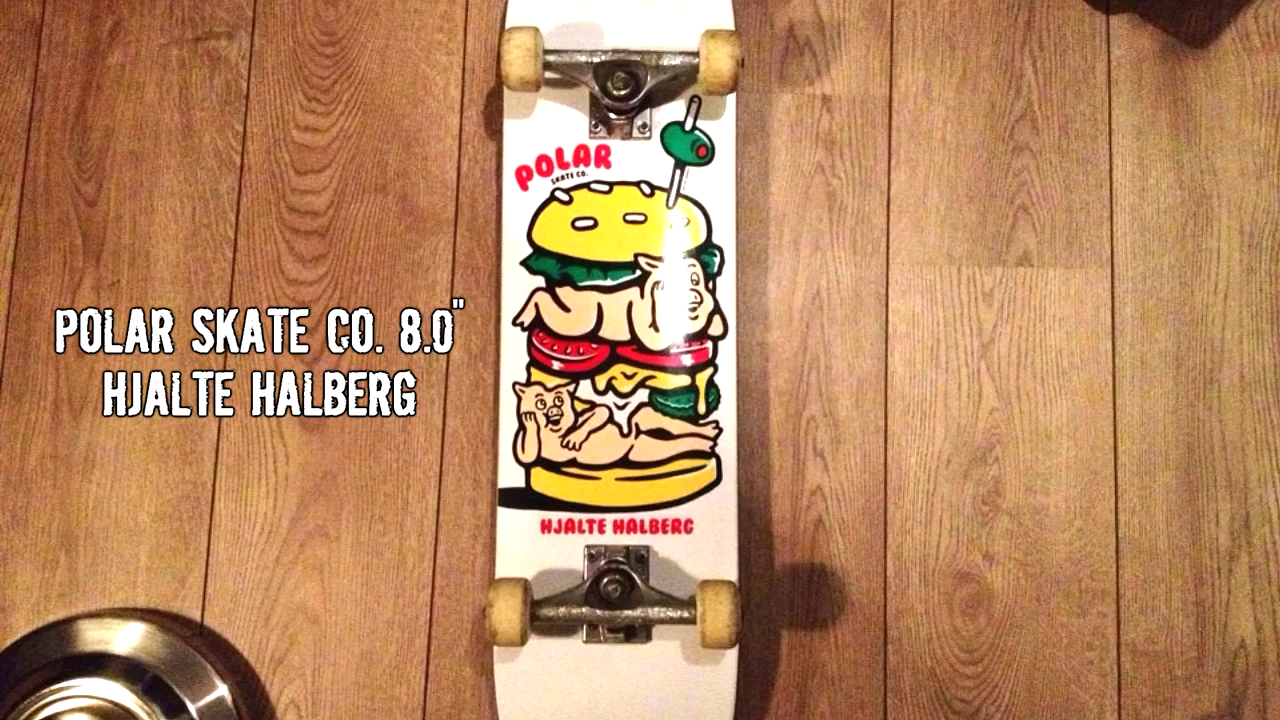 POLAR
SKATE CO.
POLAR SKATE CO. 8.0"
HJALTE HALBERG
HJALTE HALBERG